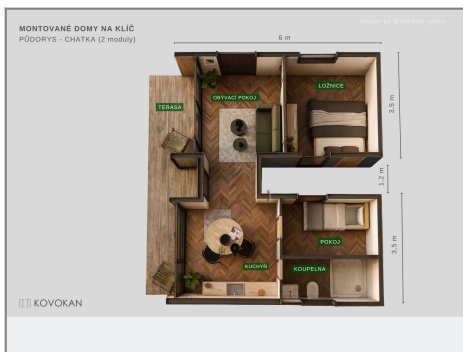 MONTOVANÉ DOMY NA KLÍČ
PŮDORYS - CHATKA (2 moduly)
6 m
LOŽNICE
OBÝVACÍ POKOJ
TERASA
3,5 m
1,2 m
POKOJ
3,5 m
KUCHYŇ
KOUPELNA
KOVOKAN